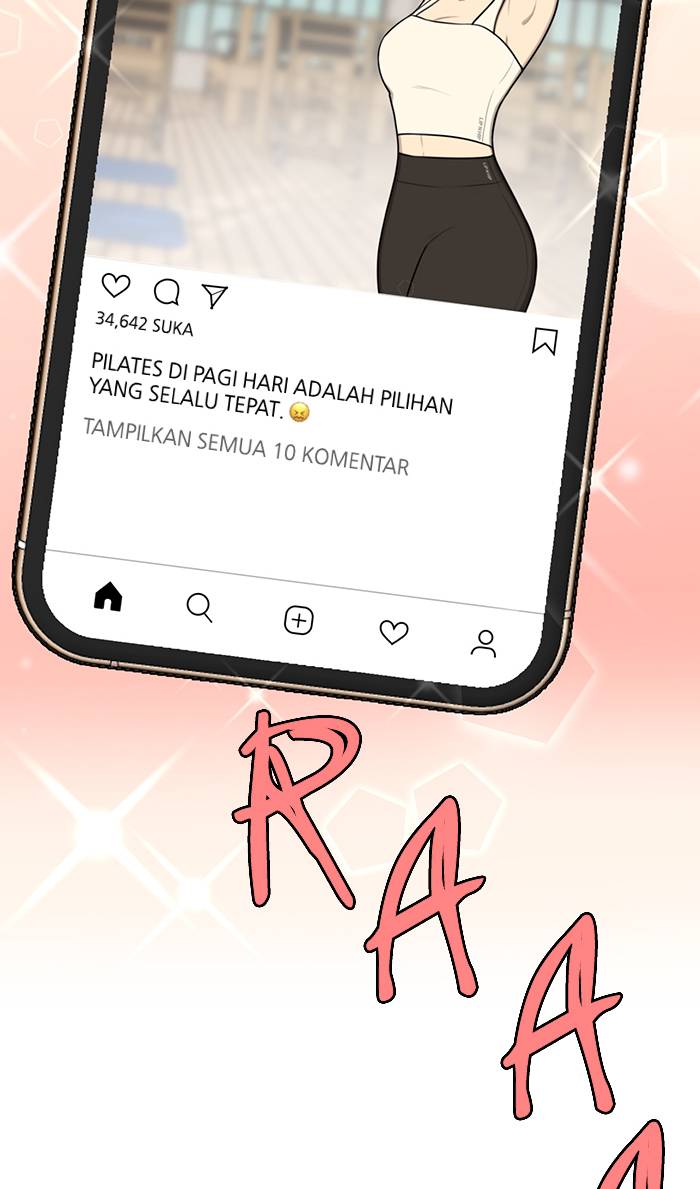 34,642 SUKA
PILATES DI PAGI HARI ADALAH PILIHAN
YANG SELALU TEPAT. 😖
TAMPILKAN SEMUA 10 KOMENTAR
RAAA